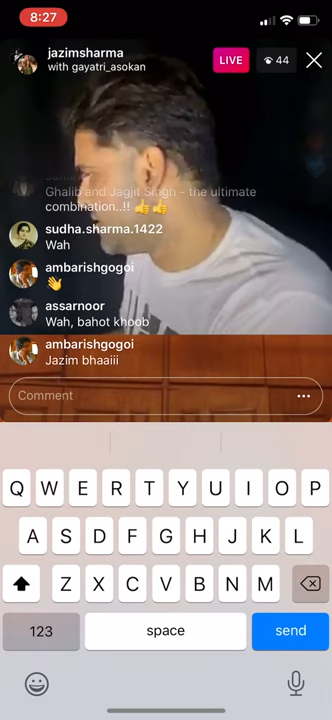 8:27
jazimsharma
with gayatri_asokan
LIVE
44
Ghalib and Jagjit Singh - the ultimate
combination..!! 👍👍
sudha.sharma.1422
Wah
ambarishgogoi
👋
assarnoor
Wah, bahot khoob
ambarishgogoi
Jazim bhaaiii
Comment
Q W E R T Y U I O P
A S D F G H J K L
Z X C V B N M
123 space send